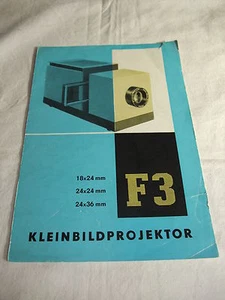 18x24 mm
24x24 mm
24x36 mm
F3
KLEINBILDPROJEKTOR